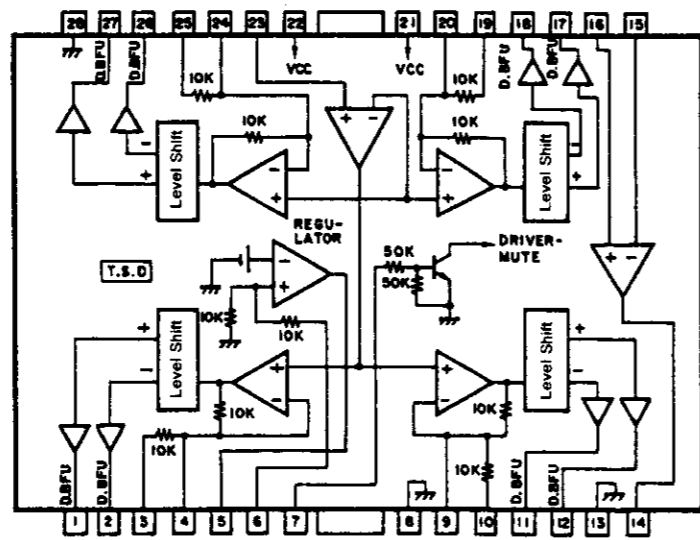 28 27 26 25 24 23 22 21 20 19 18 17 16 15
D.BFU D.BFU VCC VCC D.BFU D.BFU
10K 10K
10K 10K
+ - - + - +
- + Level Shift - + - + Level Shift
REGU-
LATOR
50K DRIVER-
MUTE
T.S.D - + 50K
10K 10K
+ - Level Shift + - + - Level Shift + -
10K 10K
10K 10K
D.BFU D.BFU D.BFU D.BFU
1 2 3 4 5 6 7 8 9 10 11 12 13 14